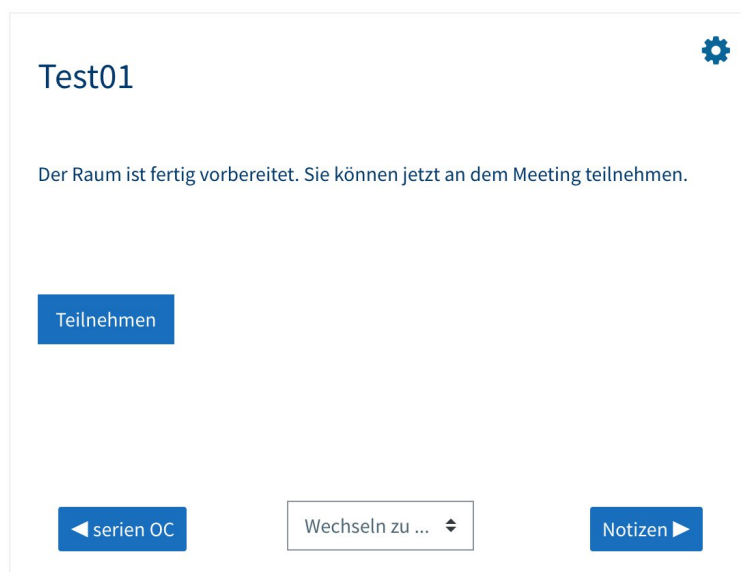 Test01
Der Raum ist fertig vorbereitet. Sie können jetzt an dem Meeting teilnehmen.
Teilnehmen
◀ serien OC
Wechseln zu ...
Notizen ▶